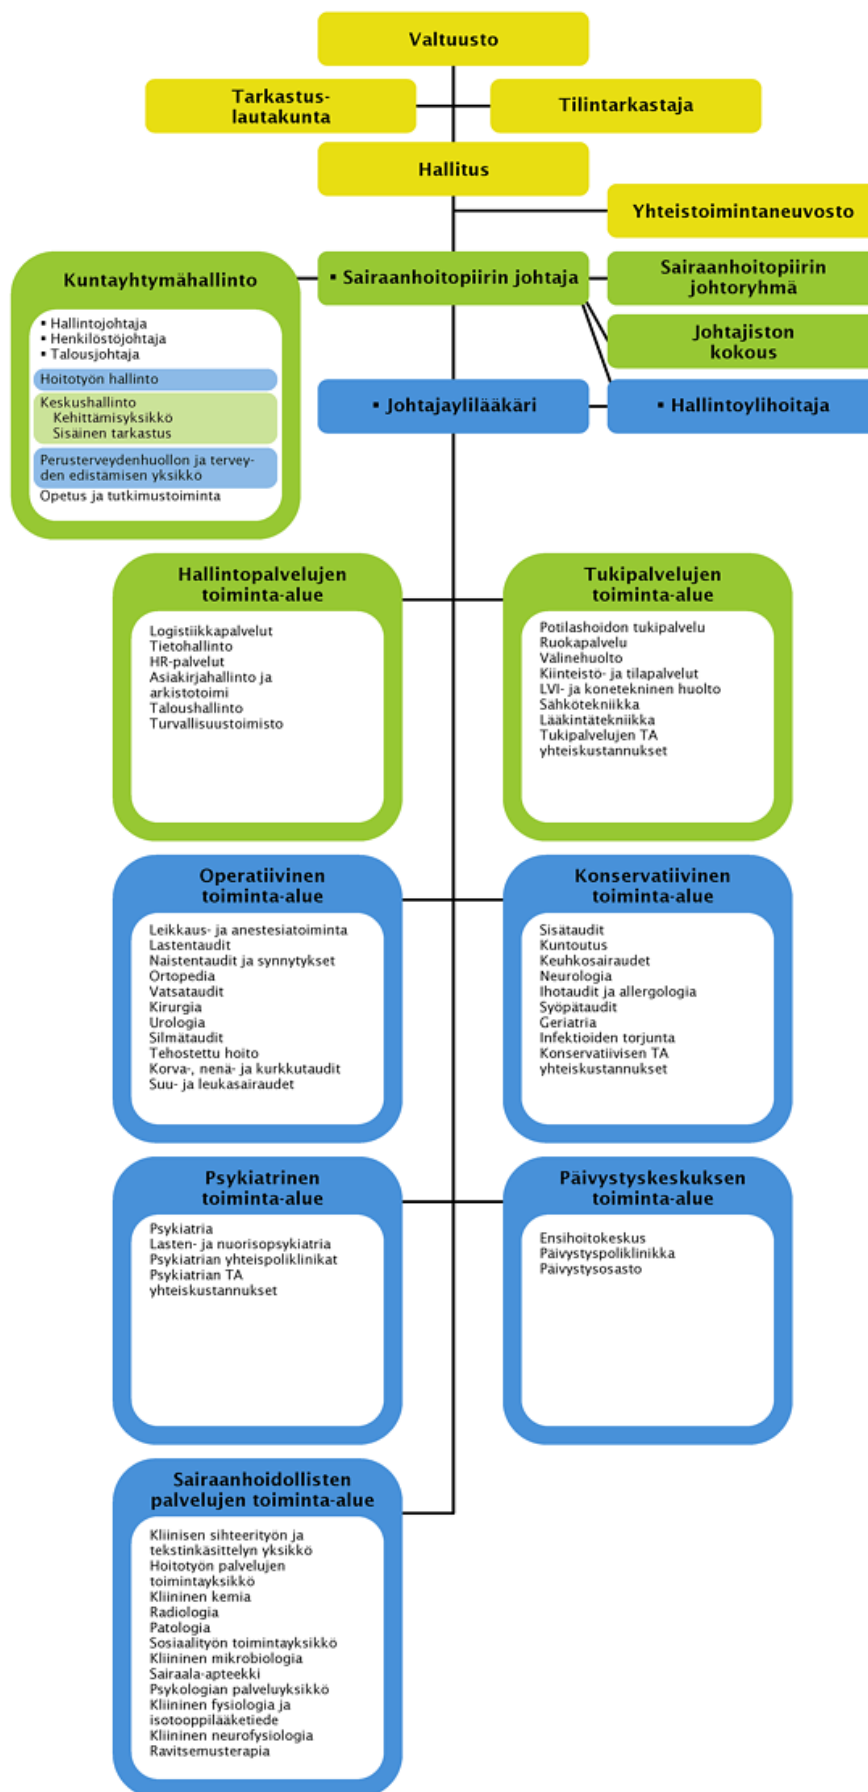 Valtuusto
Tarkastus-
lautakunta
Tilintarkastaja
Hallitus
Yhteistoimintaneuvosto
Kuntayhtymähallinto
▪ Hallintojohtaja
▪ Henkilöstöjohtaja
▪ Talousjohtaja
Hoitotyön hallinto
Keskushallinto
Kehittämisyksikkö
Sisäinen tarkastus
Perusterveydenhuollon ja tervey-
den edistämisen yksikkö
Opetus ja tutkimustoiminta
▪ Sairaanhoitopiirin johtaja
Sairaanhoitopiirin
johtoryhmä
Johtajiston
kokous
▪ Johtajaylilääkäri
▪ Hallintoylihoitaja
Hallintopalvelujen
toiminta-alue
Logistiikkapalvelut
Tietohallinto
HR-palvelut
Asiakirjahallinto ja
arkistotoimi
Taloushallinto
Turvallisuustoimisto
Tukipalvelujen
toiminta-alue
Potilashoidon tukipalvelu
Ruokapalvelu
Välinehuolto
Kiinteistö- ja tilapalvelut
LVI- ja konetekninen huolto
Sähkötekniikka
Lääkintätekniikka
Tukipalvelujen TA
yhteiskustannukset
Operatiivinen
toiminta-alue
Leikkaus- ja anestesiatoiminta
Lastentaudit
Naistentaudit ja synnytykset
Ortopedia
Vatsataudit
Kirurgia
Urologia
Silmätaudit
Tehostettu hoito
Korva-, nenä- ja kurkkutaudit
Suu- ja leukasairaudet
Konservatiivinen
toiminta-alue
Sisätaudit
Kuntoutus
Keuhkosairaudet
Neurologia
Ihotaudit ja allergologia
Syöpätaudit
Geriatria
Infektioiden torjunta
Konservatiivisen TA
yhteiskustannukset
Psykiatrinen
toiminta-alue
Psykiatria
Lasten- ja nuorisopsykiatria
Psykiatrian yhteispoliklinikat
Psykiatrian TA
yhteiskustannukset
Päivystyskeskuksen
toiminta-alue
Ensihoitokeskus
Päivystyspoliklinikka
Päivystysosasto
Sairaanhoidollisten
palvelujen toiminta-alue
Kliinisen sihteerityön ja
tekstinkäsittelyn yksikkö
Hoitotyön palvelujen
toimintayksikkö
Kliininen kemia
Radiologia
Patologia
Sosiaalityön toimintayksikkö
Kliininen mikrobiologia
Sairaala-apteekki
Psykologian palveluyksikkö
Kliininen fysiologia ja
isotooppilääketiede
Kliininen neurofysiologia
Ravitsemusterapia